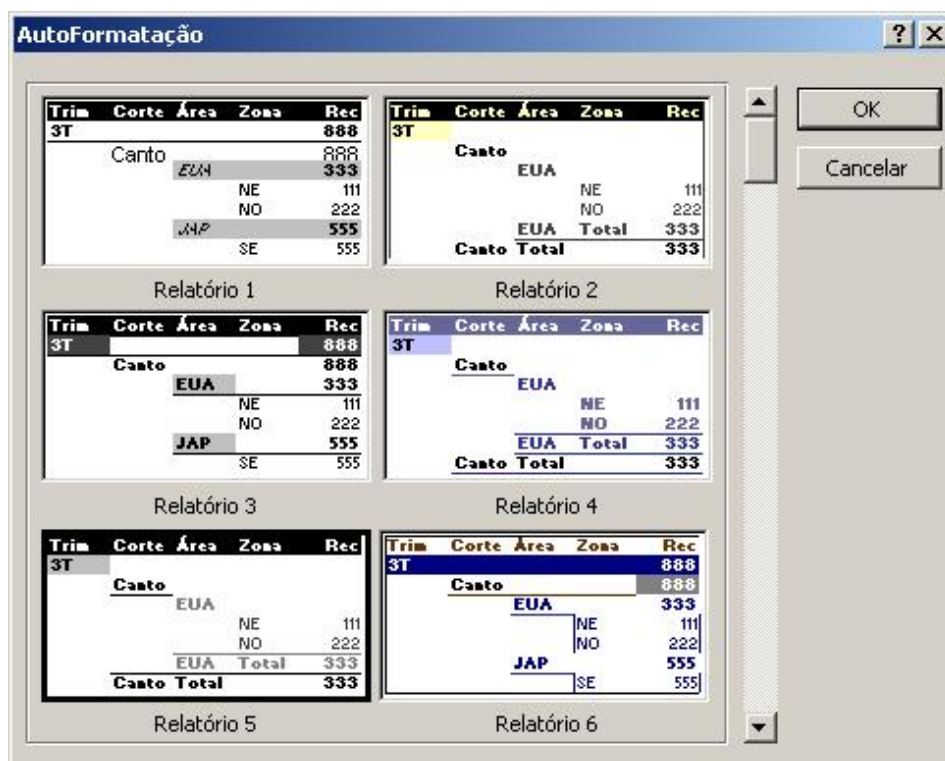 AutoFormatação
OK
Cancelar
Trim Corte Área Zona Rec
3T 888
Canto 888
EUA 333
NE 111
NO 222
JAP 555
SE 555
Relatório 1
Trim Corte Área Zona Rec
3T
Canto
EUA
NE 111
NO 222
EUA Total 333
Canto Total 333
Relatório 2
Trim Corte Área Zona Rec
3T 888
Canto 888
EUA 333
NE 111
NO 222
JAP 555
SE 555
Relatório 3
Trim Corte Área Zona Rec
3T
Canto
EUA
NE 111
NO 222
EUA Total 333
Canto Total 333
Relatório 4
Trim Corte Área Zona Rec
3T
Canto
EUA
NE 111
NO 222
EUA Total 333
Canto Total 333
Relatório 5
Trim Corte Área Zona Rec
3T 888
Canto 888
EUA 333
NE 111
NO 222
JAP 555
SE 555
Relatório 6